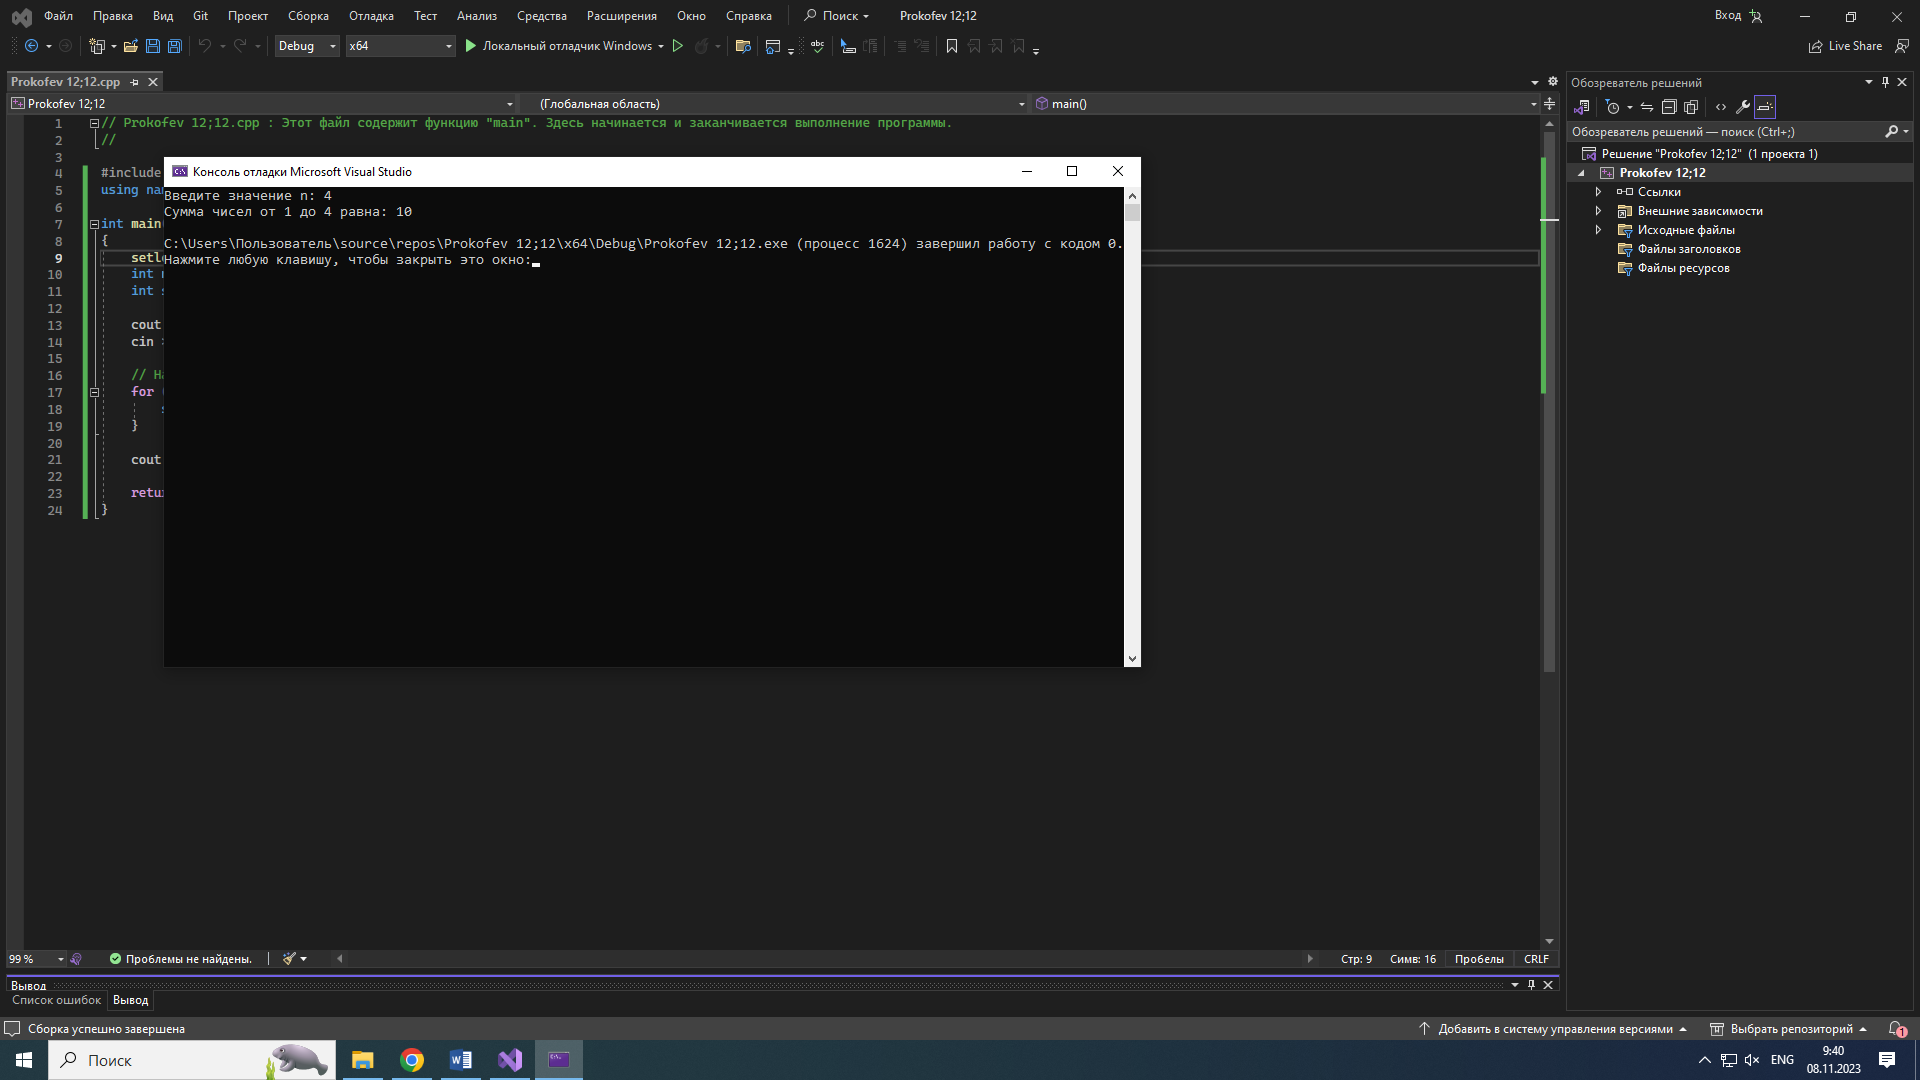 Файл Правка Вид Git Проект Сборка Отладка Тест Анализ Средства Расширения Окно Справка Поиск Prokofev 12;12 Вход
Debug x64 Локальный отладчик Windows Live Share
Prokofev 12;12.cpp
Prokofev 12;12 (Глобальная область) main()
1 // Prokofev 12;12.cpp : Этот файл содержит функцию "main". Здесь начинается и заканчивается выполнение программы.
2 //
3
4 #include
5 using
6
7 int main
8 {
9
10 int
11 int
12
13 cout
14 cin
15
16 //
17 for
18
19 }
20
21 cout
22
23
24 }
Консоль отладки Microsoft Visual Studio
Введите значение n: 4
Сумма чисел от 1 до 4 равна: 10
C:\Users\Пользователь\source\repos\Prokofev 12;12\x64\Debug\Prokofev 12;12.exe (процесс 1624) завершил работу с кодом 0.
Нажмите любую клавишу, чтобы закрыть это окно:
Обозреватель решений
Обозреватель решений — поиск (Ctrl+;)
Решение "Prokofev 12;12" (1 проекта 1)
Prokofev 12;12
Ссылки
Внешние зависимости
Исходные файлы
Файлы заголовков
Файлы ресурсов
99 % Проблемы не найдены. Стр: 9 Симв: 16 Пробелы CRLF
Вывод
Список ошибок Вывод
Сборка успешно завершена Добавить в систему управления версиями Выбрать репозиторий 1
Поиск ENG 9:40
08.11.2023